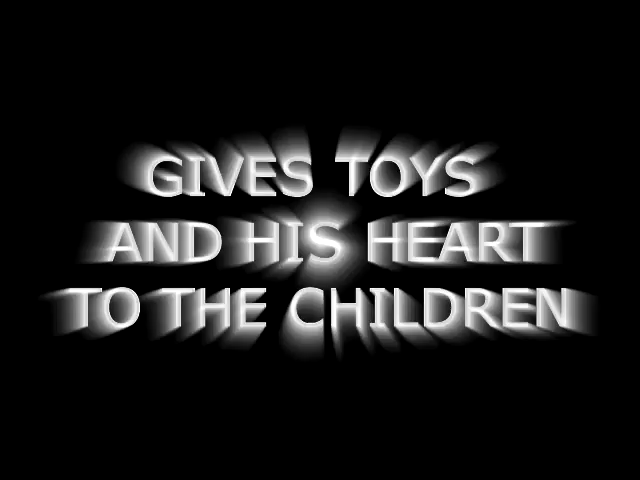 GIVES TOYS
AND HIS HEART
TO THE CHILDREN